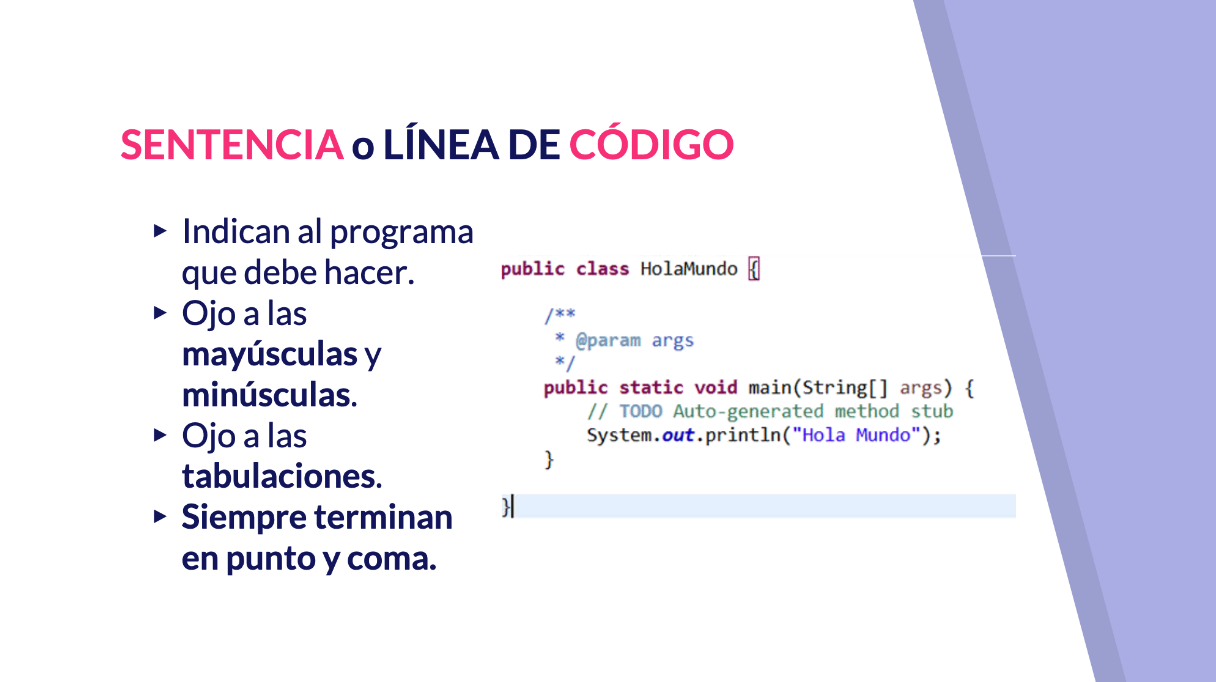 SENTENCIA o LÍNEA DE CÓDIGO
▸ Indican al programa
que debe hacer.
▸ Ojo a las
mayúsculas y
minúsculas.
▸ Ojo a las
tabulaciones.
▸ Siempre terminan
en punto y coma.
public class HolaMundo {
/**
* @param args
*/
public static void main(String[] args) {
// TODO Auto-generated method stub
System.out.println("Hola Mundo");
}
}